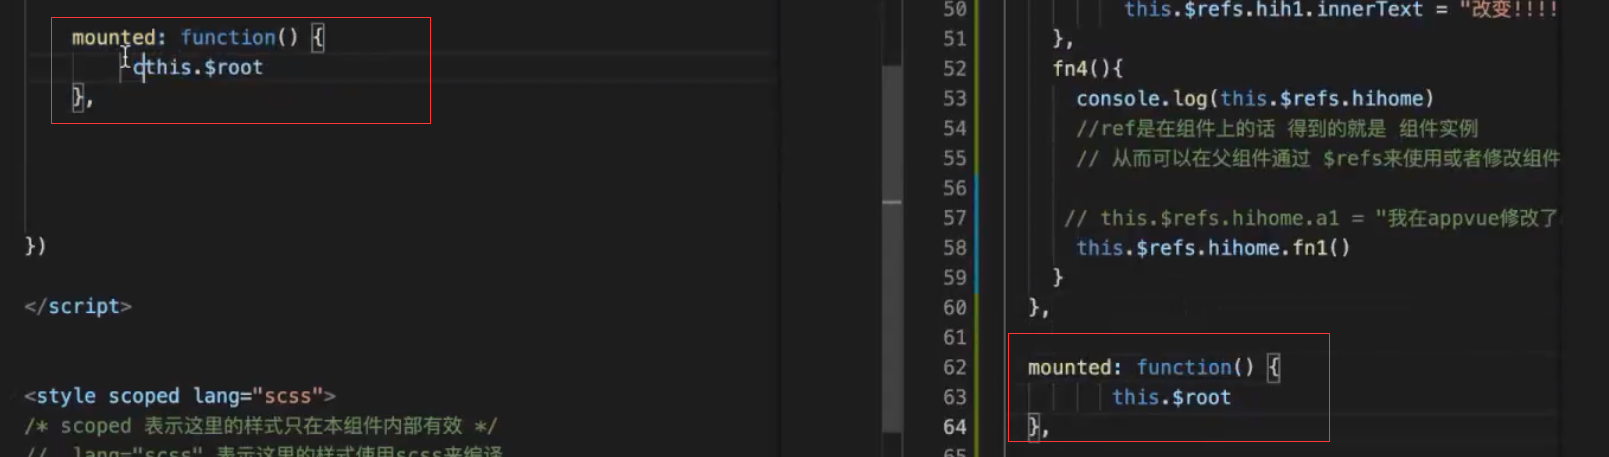 mounted: function() {
cthis.$root
},
})
</script>
<style scoped lang="scss">
/* scoped 表示这里的样式只在本组件内部有效 */
// lang="scss" 表示这里的样式使用scss来编译
50 this.$refs.hih1.innerText = "改变!!!!
51 },
52 fn4(){
53 console.log(this.$refs.hihome)
54 //ref是在组件上的话 得到的就是 组件实例
55 // 从而可以在父组件通过 $refs来使用或者修改组件
56
57 // this.$refs.hihome.a1 = "我在appvue修改了
58 this.$refs.hihome.fn1()
59 }
60 },
61
62 mounted: function() {
63 this.$root
64 },
65